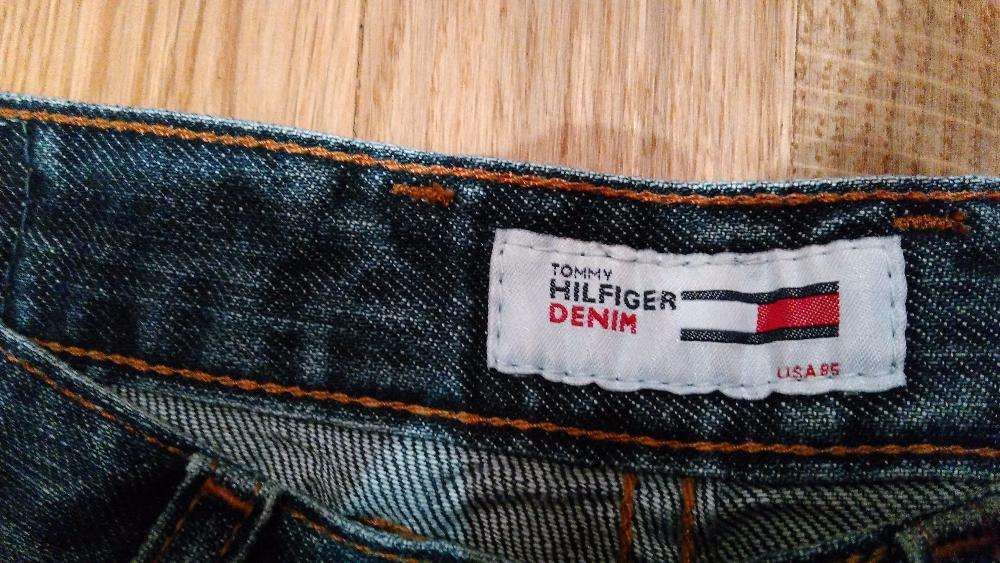 TOMMY
HILFIGER
DENIM
USA 85